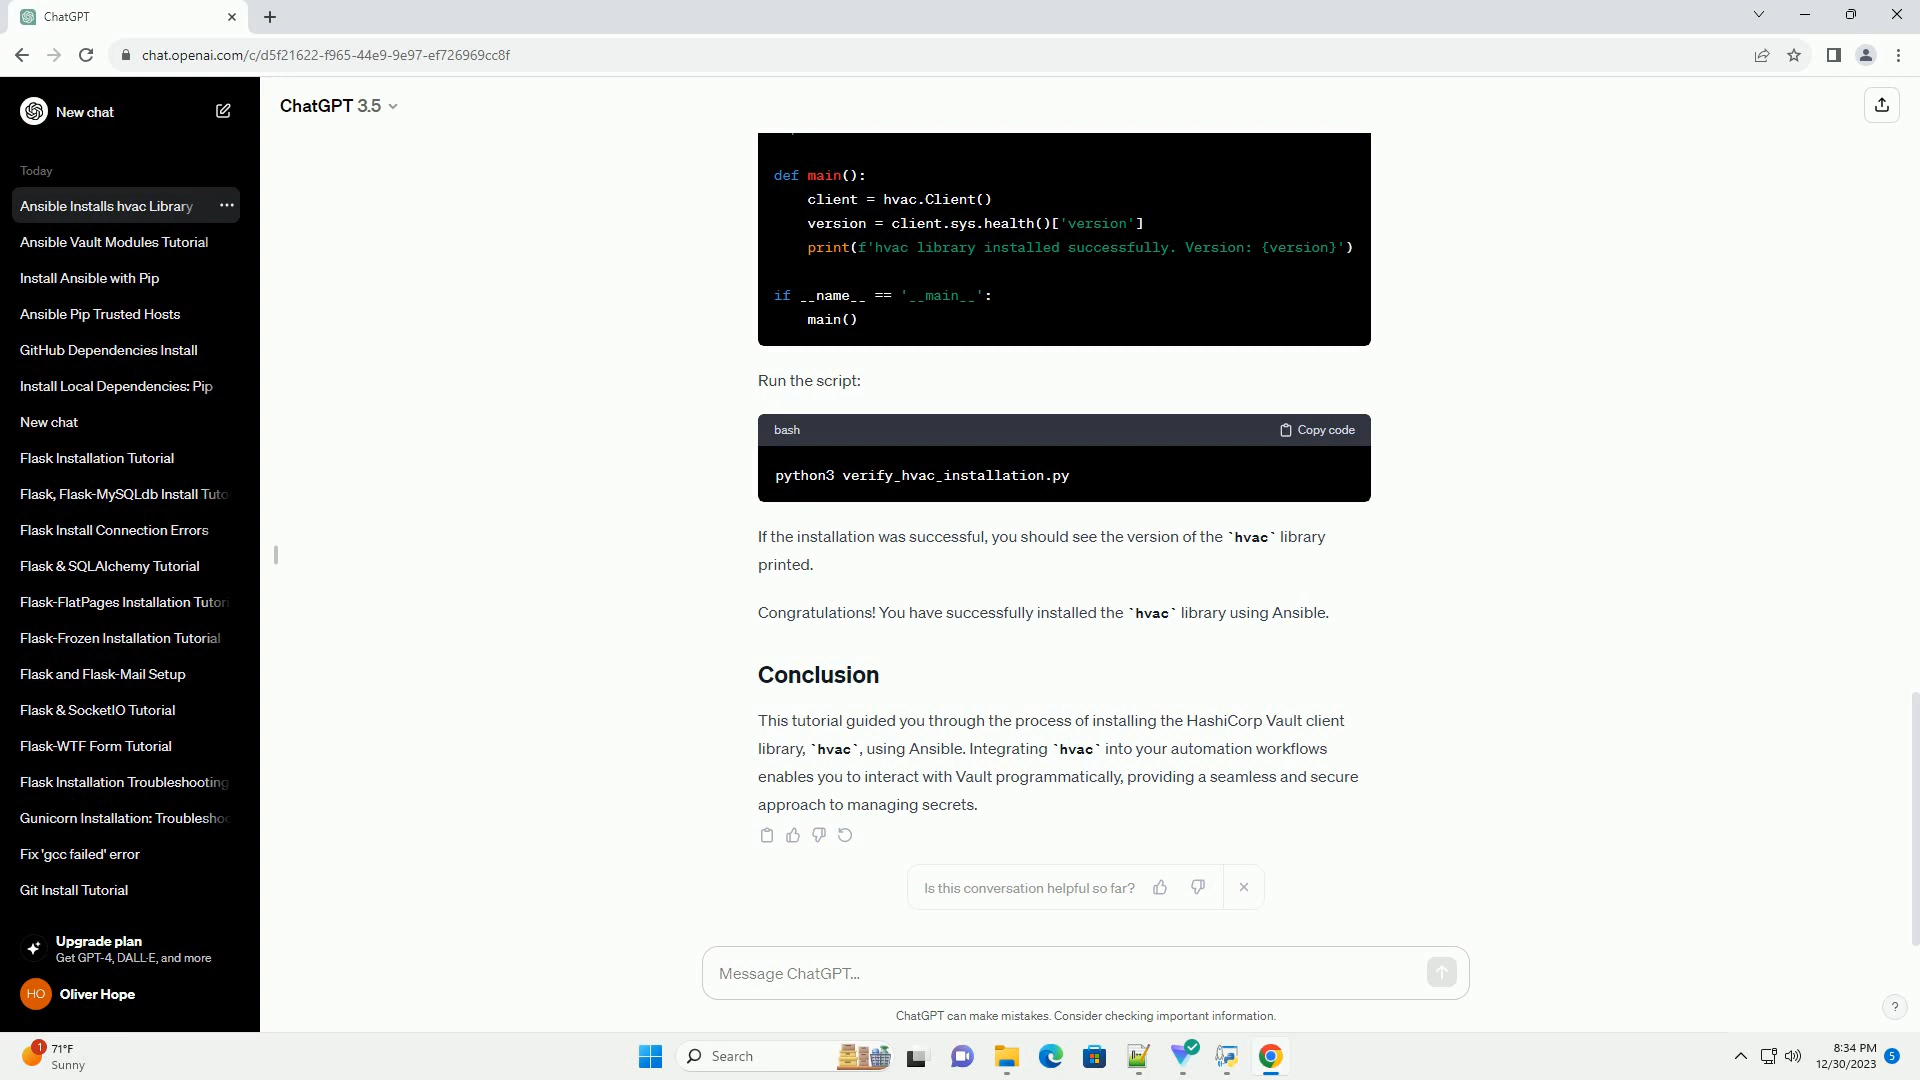 ChatGPT
chat.openai.com/c/d5f21622-f965-44e9-9e97-ef726969cc8f
New chat
Today
Ansible Installs hvac Library
Ansible Vault Modules Tutorial
Install Ansible with Pip
Ansible Pip Trusted Hosts
GitHub Dependencies Install
Install Local Dependencies: Pip
New chat
Flask Installation Tutorial
Flask, Flask-MySQLdb Install Tuto
Flask Install Connection Errors
Flask & SQLAlchemy Tutorial
Flask-FlatPages Installation Tutori
Flask-Frozen Installation Tutorial
Flask and Flask-Mail Setup
Flask & SocketIO Tutorial
Flask-WTF Form Tutorial
Flask Installation Troubleshooting
Gunicorn Installation: Troubleshoo
Fix 'gcc failed' error
Git Install Tutorial
Upgrade plan
Get GPT-4, DALL·E, and more
HO Oliver Hope
ChatGPT 3.5
def main():
    client = hvac.Client()
    version = client.sys.health()['version']
    print(f'hvac library installed successfully. Version: {version}')
if __name__ == '__main__':
    main()
Run the script:
bash
Copy code
python3 verify_hvac_installation.py
If the installation was successful, you should see the version of the `hvac` library
printed.
Congratulations! You have successfully installed the `hvac` library using Ansible.
Conclusion
This tutorial guided you through the process of installing the HashiCorp Vault client
library, `hvac`, using Ansible. Integrating `hvac` into your automation workflows
enables you to interact with Vault programmatically, providing a seamless and secure
approach to managing secrets.
Is this conversation helpful so far?
Message ChatGPT...
ChatGPT can make mistakes. Consider checking important information.
?
1
71°F
Sunny
Search
8:34 PM
12/30/2023
5